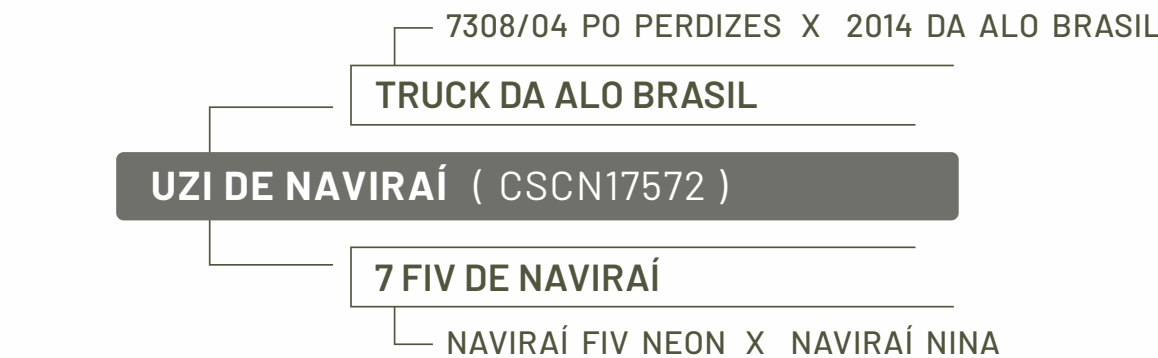 7308/04 PO PERDIZES X 2014 DA ALO BRASIL
TRUCK DA ALO BRASIL
UZI DE NAVIRAÍ ( CSCN17572 )
7 FIV DE NAVIRAÍ
NAVIRAÍ FIV NEON X NAVIRAÍ NINA